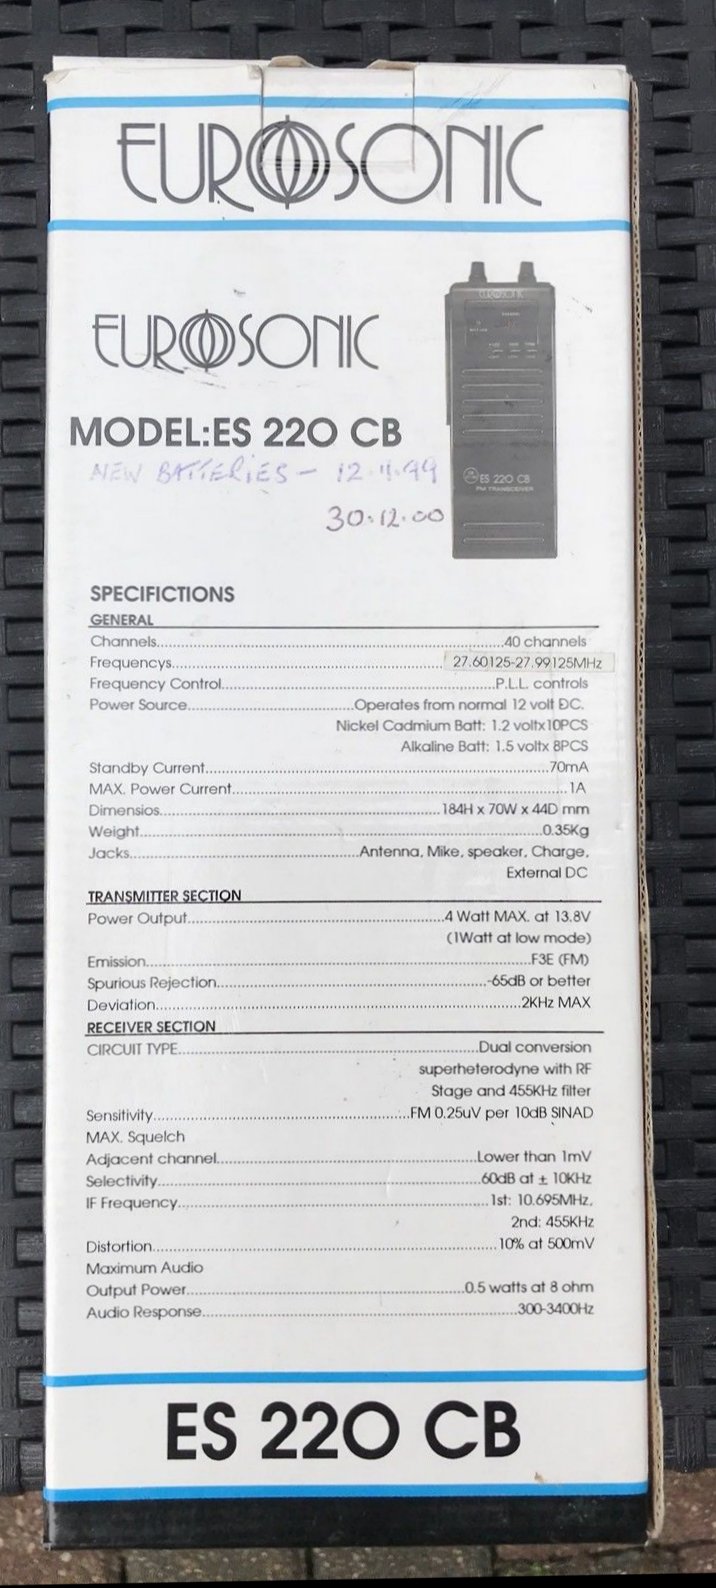 EUROSONIC
EUROSONIC
MODEL:ES 220 CB
NEW BATTERIES - 12.11.99
30.12.00
EUROSONIC
ES 220 CB
FM TRANSCEIVER
SPECIFICTIONS
GENERAL
Channels...40 channels
Frequencys...27.60125-27.99125MHz
Frequency Control...P.L.L. controls
Power Source...Operates from normal 12 volt DC.
Nickel Cadmium Batt: 1.2 voltx10PCS
Alkaline Batt: 1.5 voltx 8PCS
Standby Current...70mA
MAX. Power Current...1A
Dimensios...184H x 70W x 44D mm
Weight...0.35Kg
Jacks...Antenna, Mike, speaker, Charge,
External DC
TRANSMITTER SECTION
Power Output...4 Watt MAX. at 13.8V
(1Watt at low mode)
Emission...F3E (FM)
Spurious Rejection...-65dB or better
Deviation...2KHz MAX
RECEIVER SECTION
CIRCUIT TYPE...Dual conversion
superheterodyne with RF
Stage and 455KHz filter
Sensitivity...FM 0.25uV per 10dB SINAD
MAX. Squelch
Adjacent channel...Lower than 1mV
Selectivity...60dB at ± 10KHz
IF Frequency...1st: 10.695MHz,
2nd: 455KHz
Distortion...10% at 500mV
Maximum Audio
Output Power...0.5 watts at 8 ohm
Audio Response...300-3400Hz
ES 220 CB